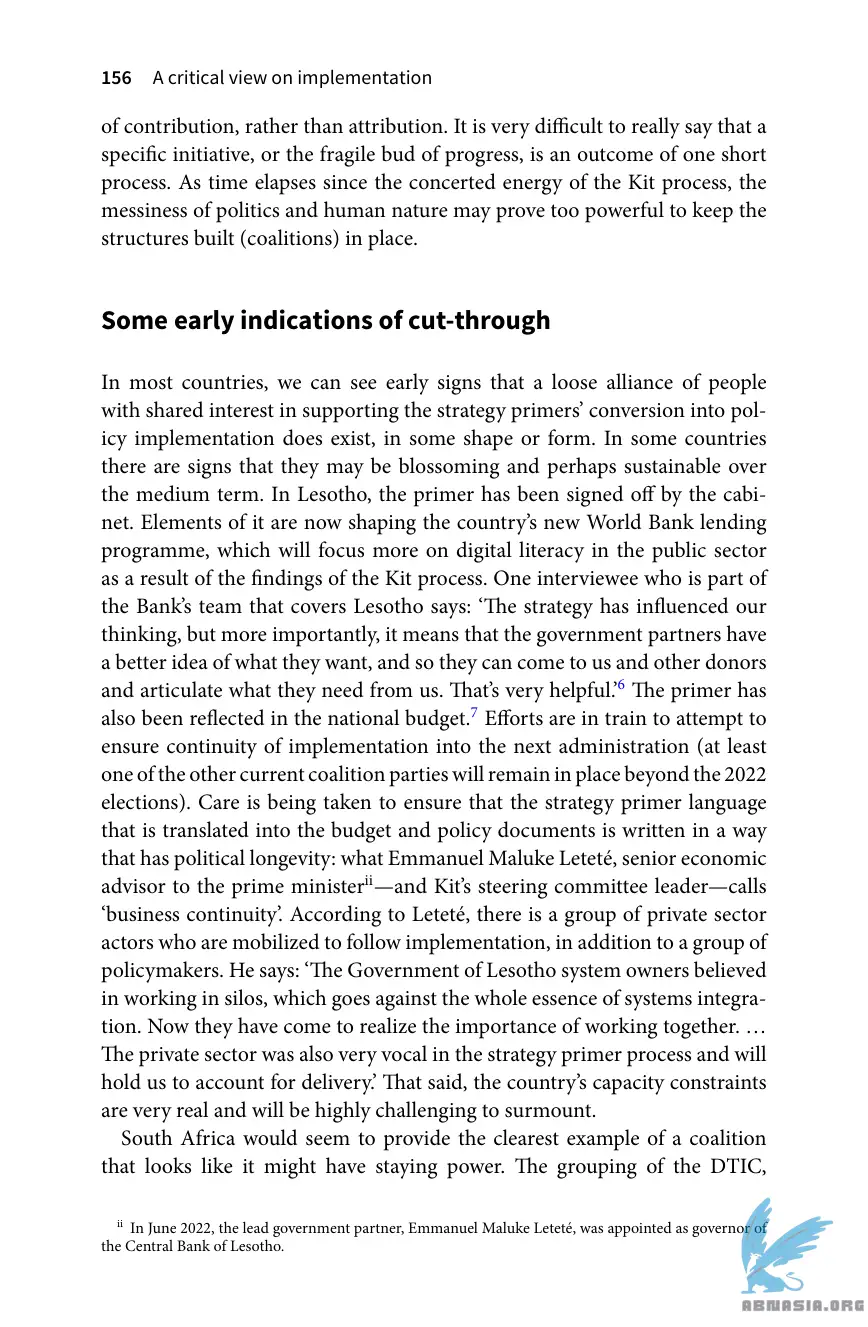 156 A critical view on implementation
of contribution, rather than attribution. It is very difficult to really say that a
specific initiative, or the fragile bud of progress, is an outcome of one short
process. As time elapses since the concerted energy of the Kit process, the
messiness of politics and human nature may prove too powerful to keep the
structures built (coalitions) in place.
Some early indications of cut-through
In most countries, we can see early signs that a loose alliance of people
with shared interest in supporting the strategy primers’ conversion into pol-
icy implementation does exist, in some shape or form. In some countries
there are signs that they may be blossoming and perhaps sustainable over
the medium term. In Lesotho, the primer has been signed off by the cabi-
net. Elements of it are now shaping the country’s new World Bank lending
programme, which will focus more on digital literacy in the public sector
as a result of the findings of the Kit process. One interviewee who is part of
the Bank’s team that covers Lesotho says: ‘The strategy has influenced our
thinking, but more importantly, it means that the government partners have
a better idea of what they want, and so they can come to us and other donors
and articulate what they need from us. That’s very helpful.’6 The primer has
also been reflected in the national budget.7 Efforts are in train to attempt to
ensure continuity of implementation into the next administration (at least
one of the other current coalition parties will remain in place beyond the 2022
elections). Care is being taken to ensure that the strategy primer language
that is translated into the budget and policy documents is written in a way
that has political longevity: what Emmanuel Maluke Leteté, senior economic
advisor to the prime ministerii—and Kit’s steering committee leader—calls
‘business continuity’. According to Leteté, there is a group of private sector
actors who are mobilized to follow implementation, in addition to a group of
policymakers. He says: ‘The Government of Lesotho system owners believed
in working in silos, which goes against the whole essence of systems integra-
tion. Now they have come to realize the importance of working together. …
The private sector was also very vocal in the strategy primer process and will
hold us to account for delivery.’ That said, the country’s capacity constraints
are very real and will be highly challenging to surmount.
South Africa would seem to provide the clearest example of a coalition
that looks like it might have staying power. The grouping of the DTIC,
ii In June 2022, the lead government partner, Emmanuel Maluke Leteté, was appointed as governor of
the Central Bank of Lesotho.
ABNASIA.ORG